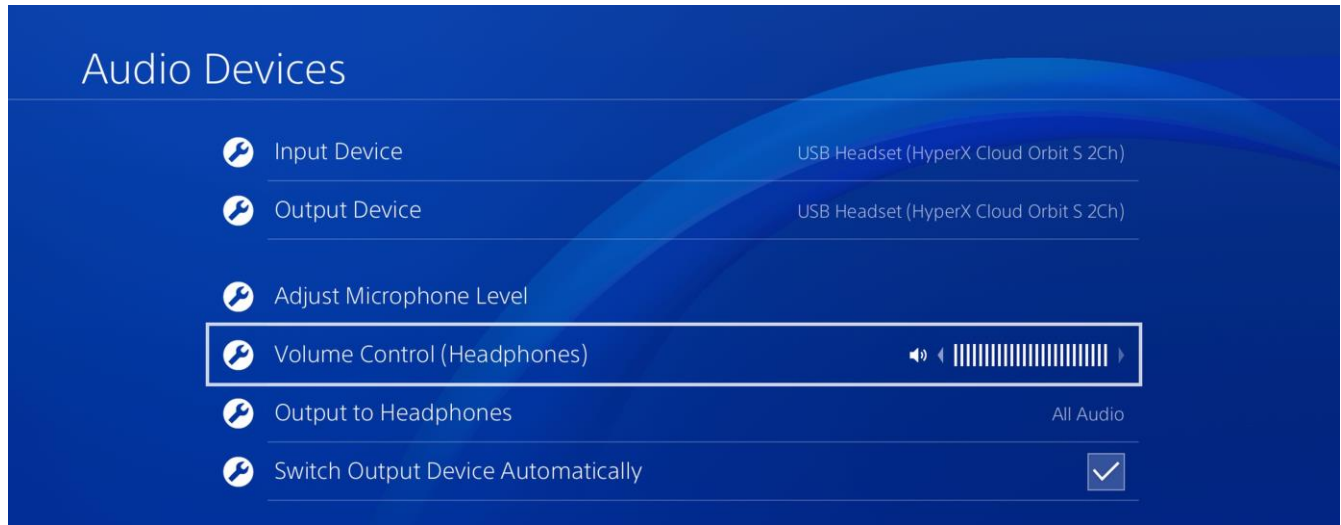 Audio Devices
Input Device USB Headset (HyperX Cloud Orbit S 2Ch)
Output Device USB Headset (HyperX Cloud Orbit S 2Ch)
Adjust Microphone Level
Volume Control (Headphones)
Output to Headphones All Audio
Switch Output Device Automatically